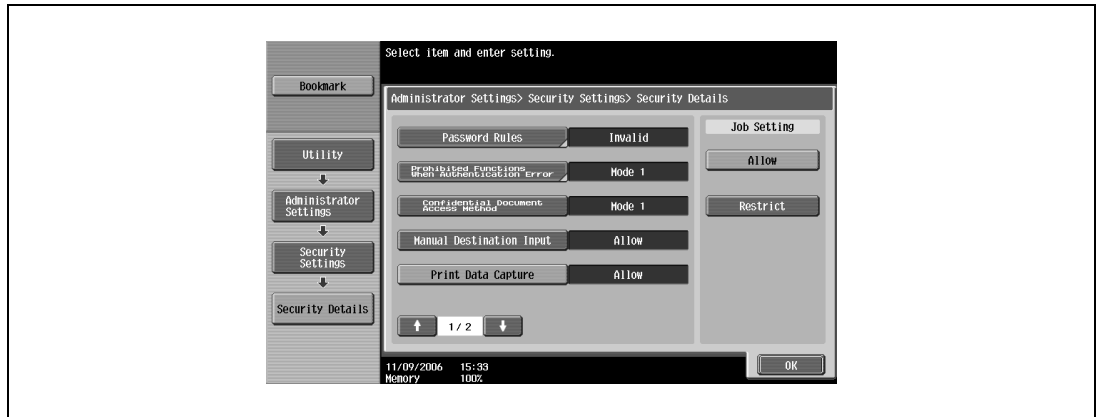 Select item and enter setting.
Bookmark
Administrator Settings> Security Settings> Security Details
Job Setting
Password Rules Invalid
Allow
Utility
Prohibited Functions
When Authentication Error Mode 1
Administrator
Settings
Confidential Document
Access Method Mode 1
Restrict
Security
Settings
Manual Destination Input Allow
Security Details
Print Data Capture Allow
1/2
11/09/2006 15:33
Memory 100%
OK